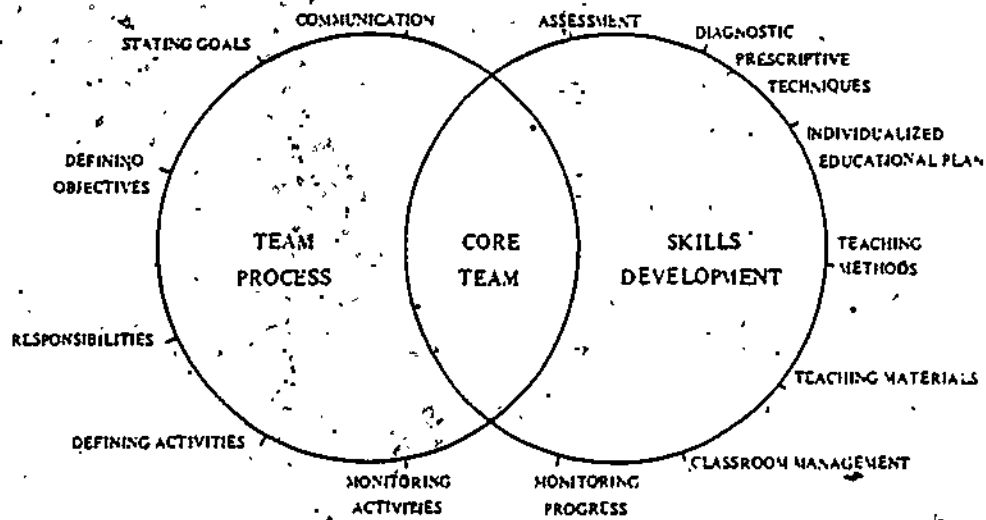 COMMUNICATION
STATING GOALS
DEFINING
OBJECTIVES
RESPONSIBILITIES
DEFINING ACTIVITIES
MONITORING
ACTIVITIES
TEAM
PROCESS
CORE
TEAM
SKILLS
DEVELOPMENT
ASSESSMENT
DIAGNOSTIC
PRESCRIPTIVE
TECHNIQUES
INDIVIDUALIZED
EDUCATIONAL PLAN
TEACHING
METHODS
TEACHING MATERIALS
CLASSROOM MANAGEMENT
MONITORING
PROGRESS